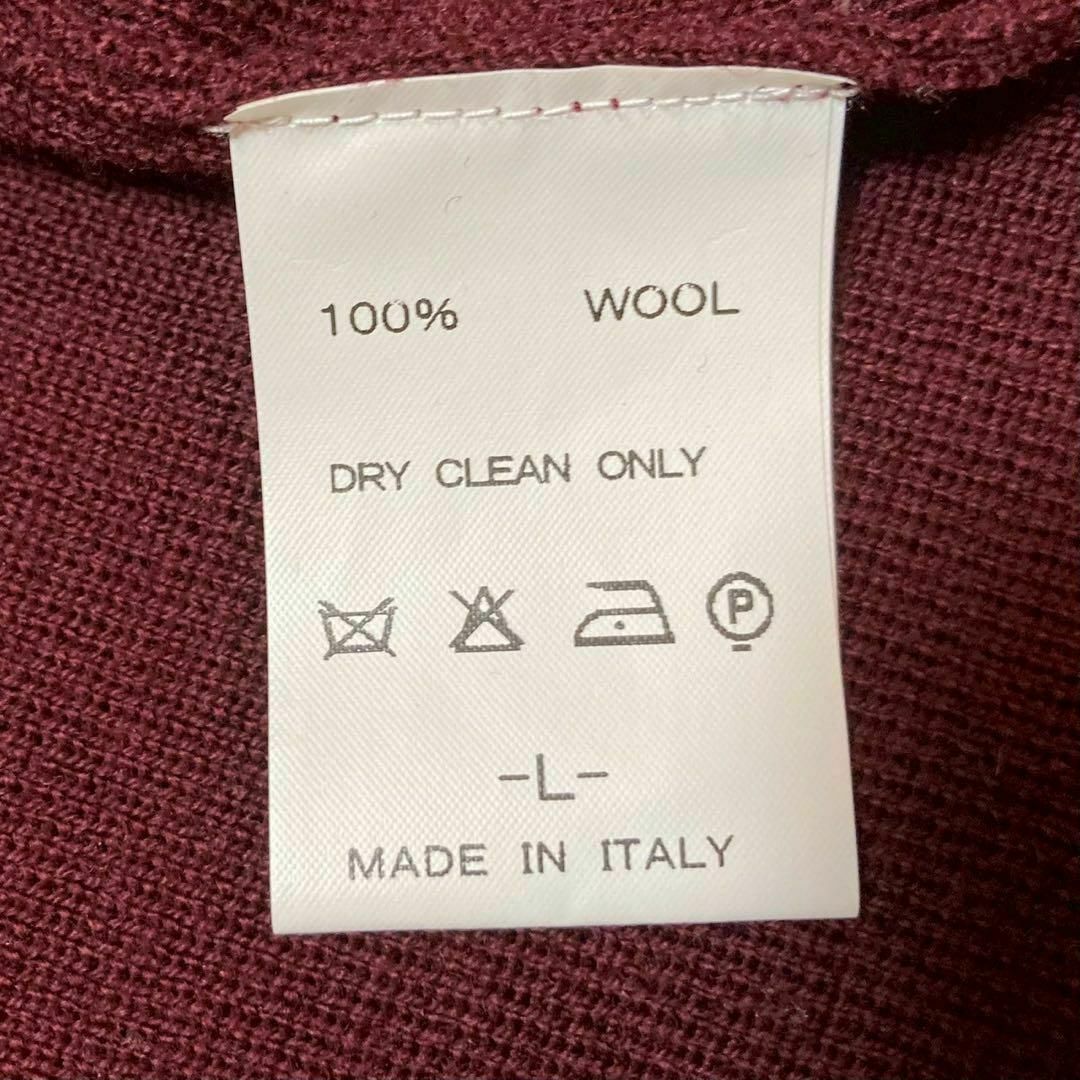 100% WOOL
DRY CLEAN ONLY
P
-L-
MADE IN ITALY